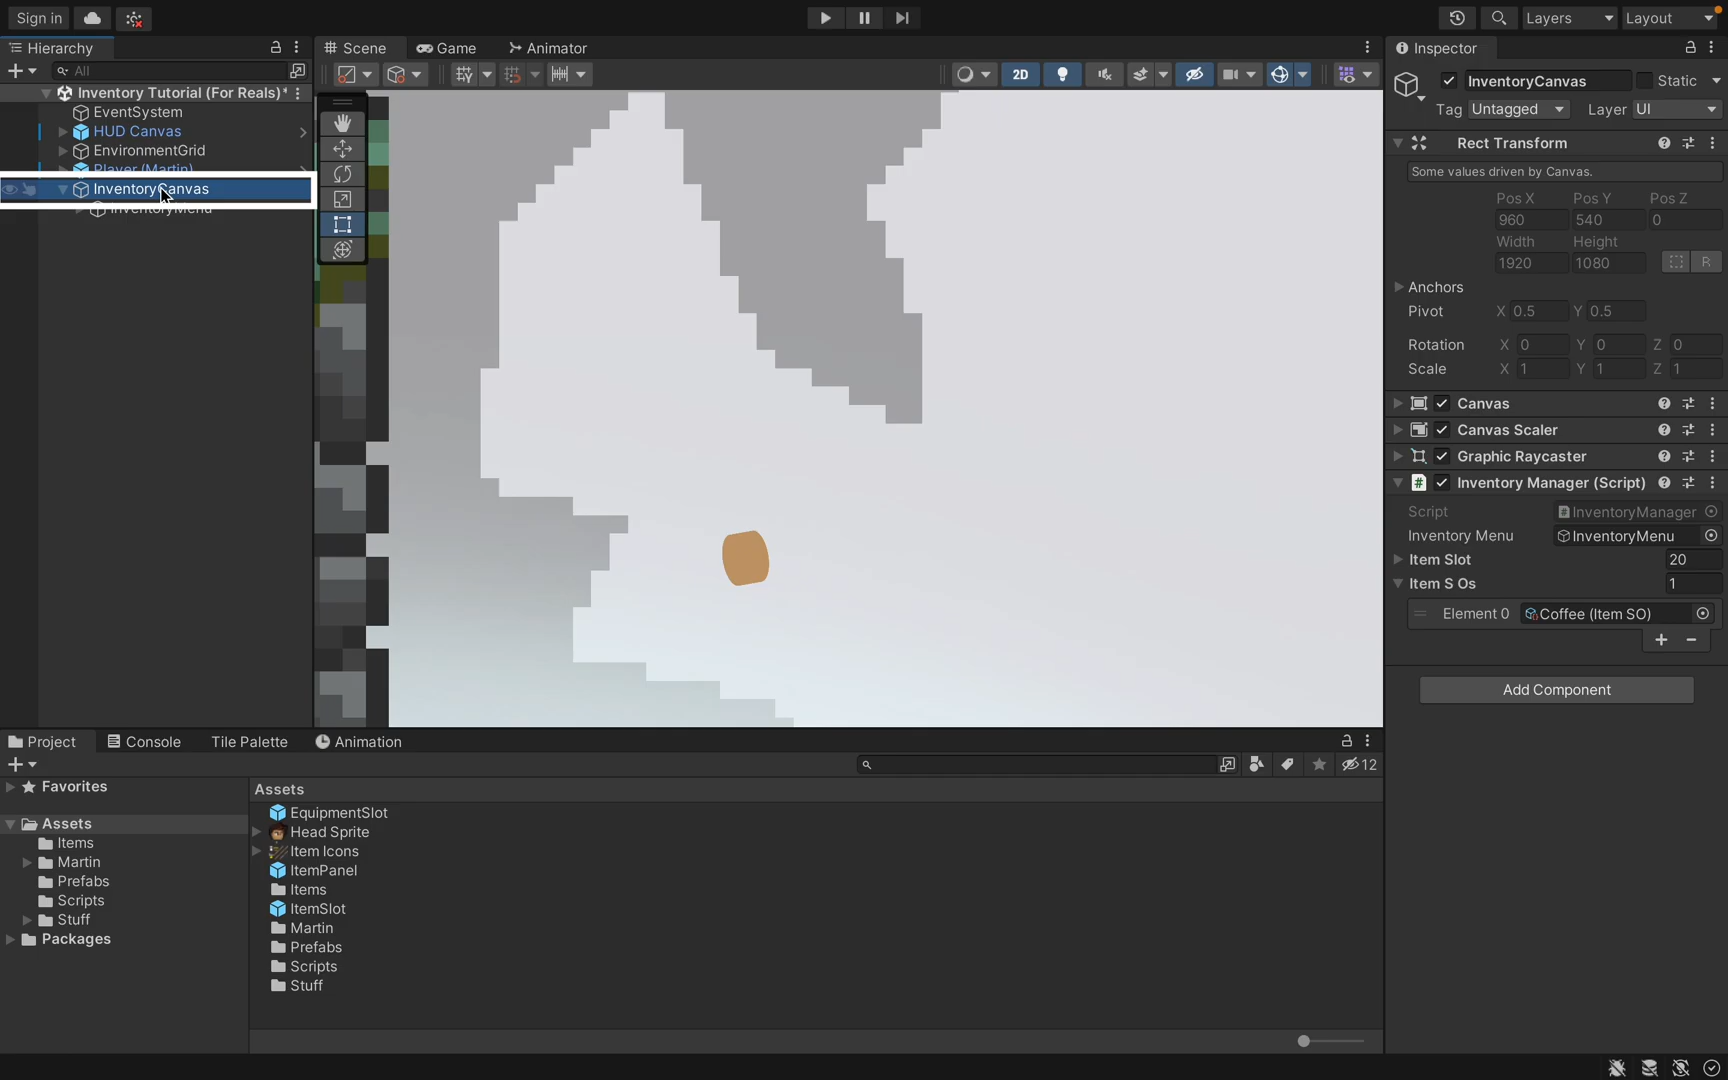 Sign in
Layers
Layout
Hierarchy
All
Inventory Tutorial (For Reals)*
EventSystem
HUD Canvas
EnvironmentGrid
Player (Martin)
InventoryCanvas
InventoryMenu
Scene
Game
Animator
2D
Inspector
InventoryCanvas
Static
Tag
Untagged
Layer
UI
Rect Transform
Some values driven by Canvas.
Pos X
Pos Y
Pos Z
960
540
0
Width
Height
1920
1080
R
Anchors
Pivot
X 0.5
Y 0.5
Rotation
X 0
Y 0
Z 0
Scale
X 1
Y 1
Z 1
Canvas
Canvas Scaler
Graphic Raycaster
# Inventory Manager (Script)
Script
InventoryManager
Inventory Menu
InventoryMenu
Item Slot
20
Item S Os
1
Element 0
Coffee (Item SO)
Add Component
Project
Console
Tile Palette
Animation
12
Favorites
Assets
Items
Martin
Prefabs
Scripts
Stuff
Packages
Assets
EquipmentSlot
Head Sprite
Item Icons
ItemPanel
Items
ItemSlot
Martin
Prefabs
Scripts
Stuff